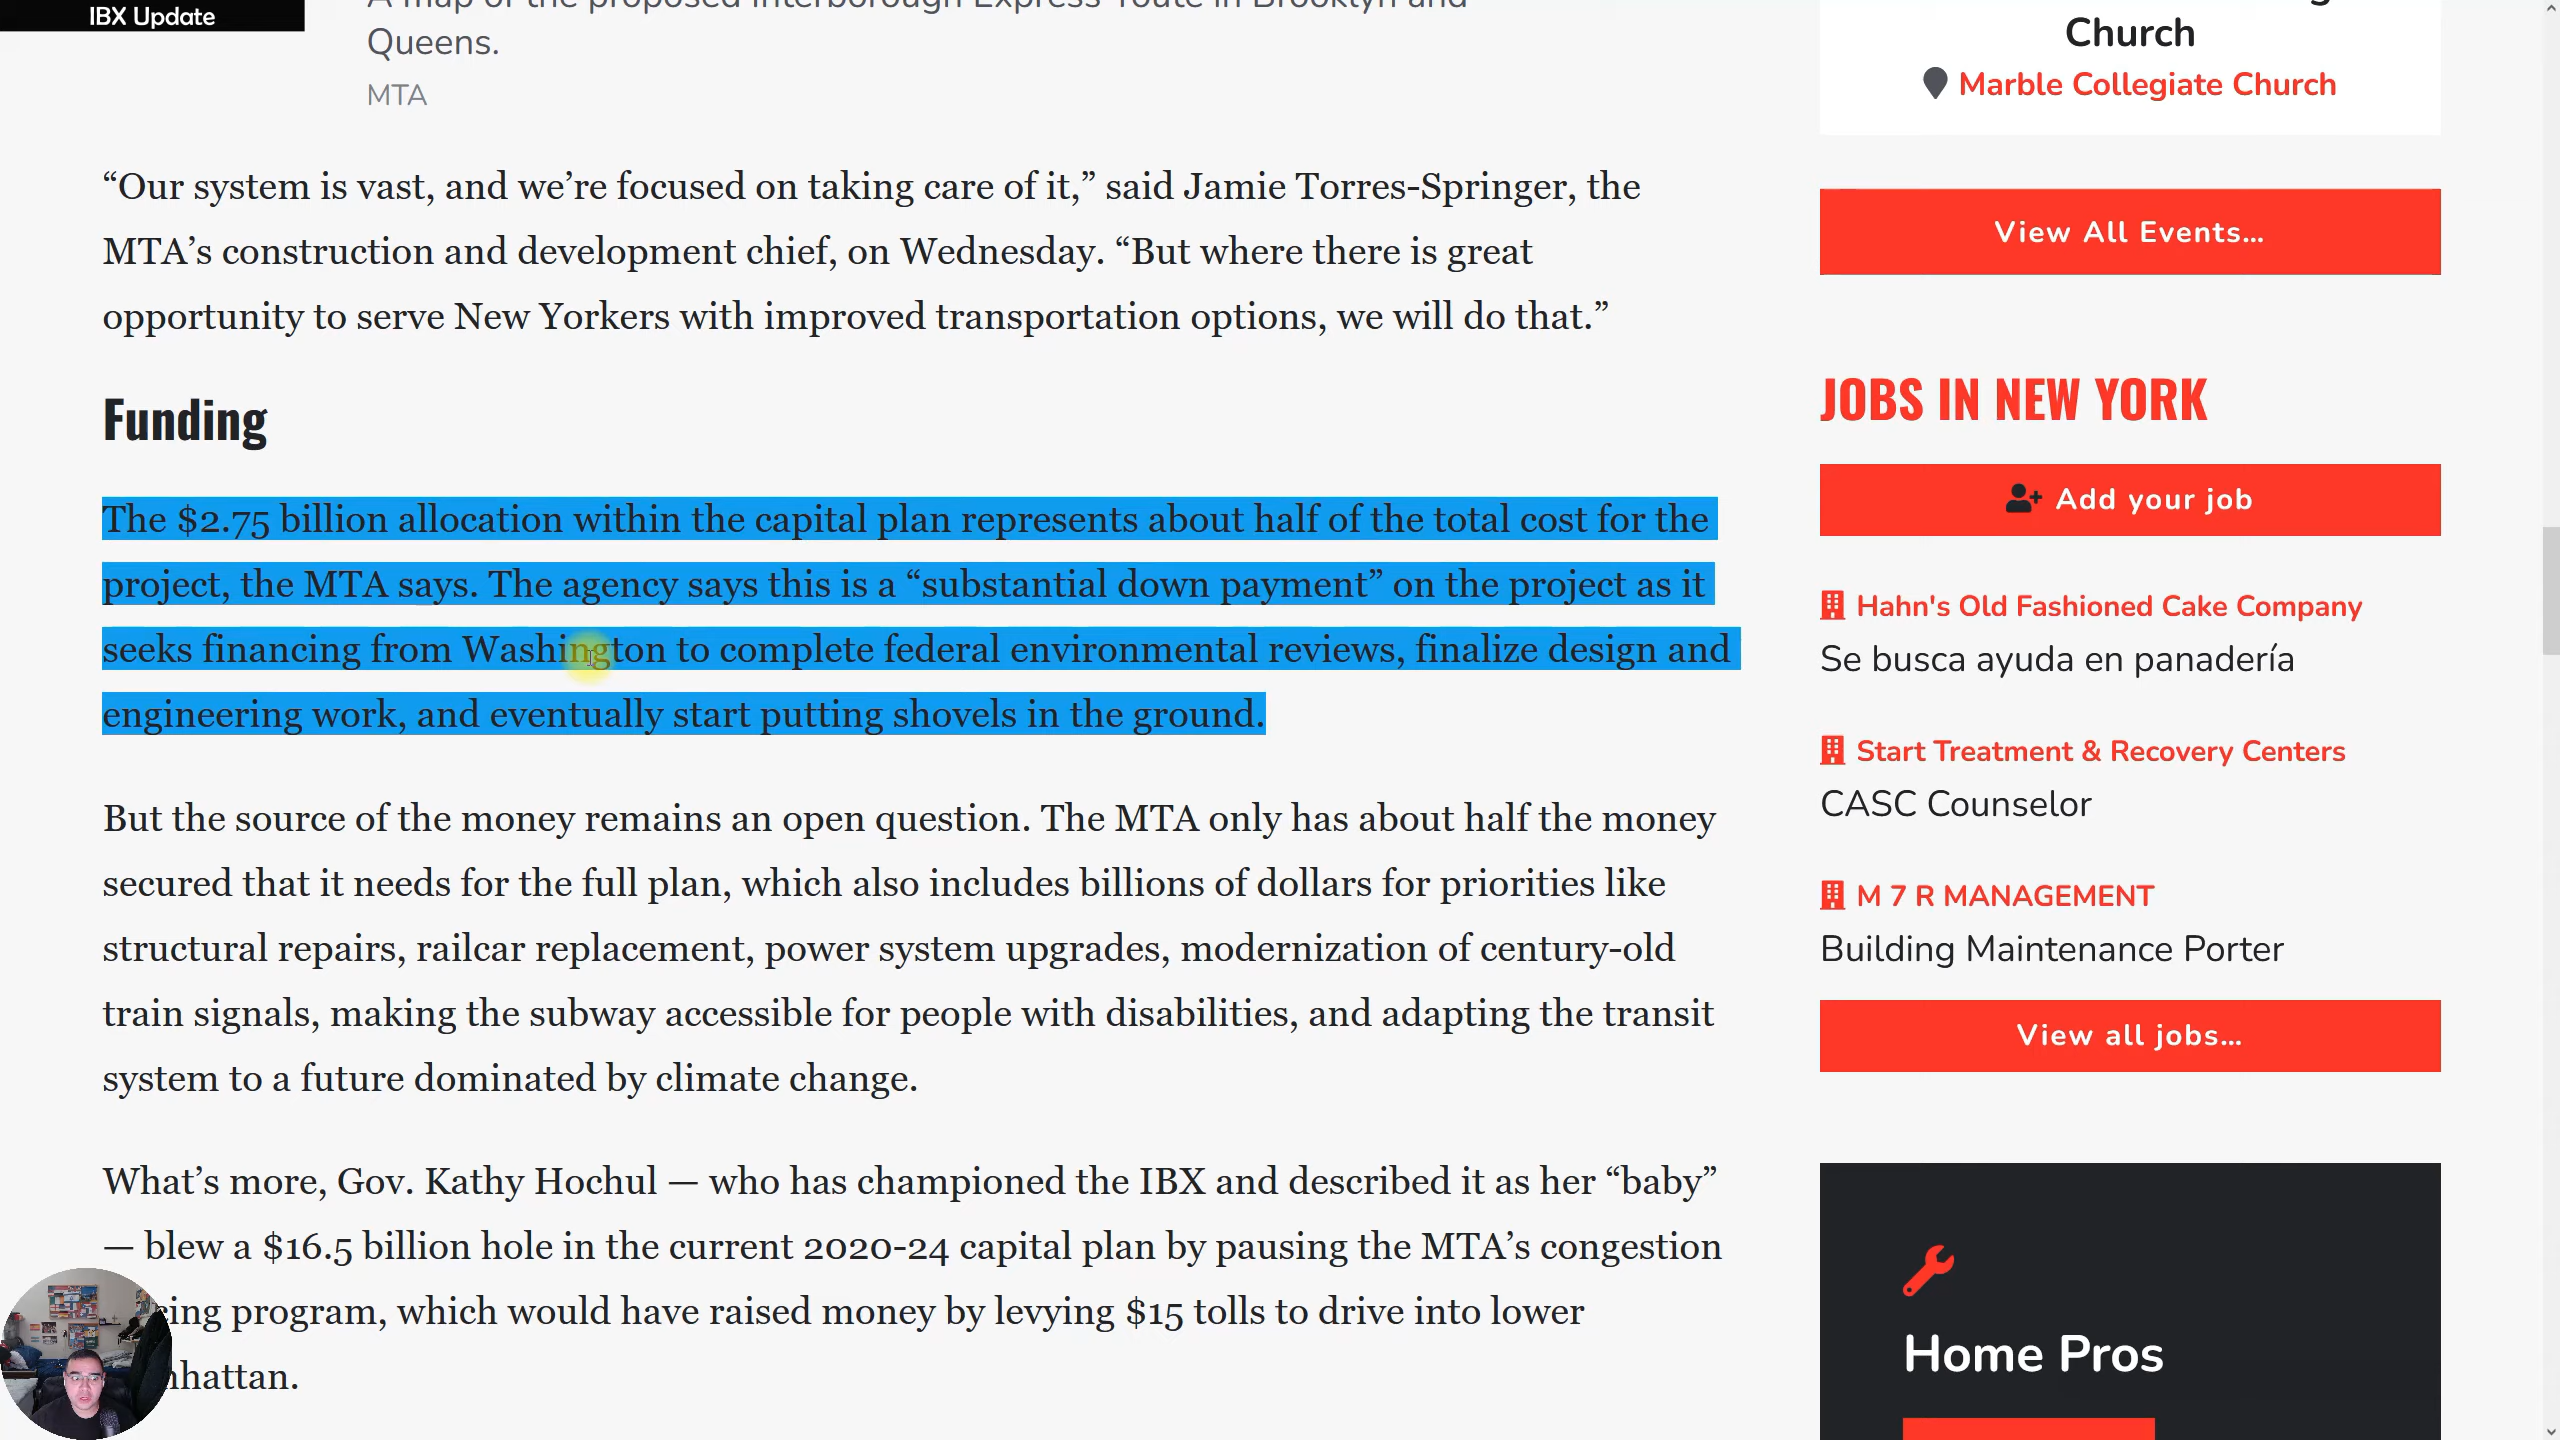 IBX Update
Queens.
MTA
“Our system is vast, and we’re focused on taking care of it,” said Jamie Torres-Springer, the
MTA’s construction and development chief, on Wednesday. “But where there is great
opportunity to serve New Yorkers with improved transportation options, we will do that.”
Funding
The $2.75 billion allocation within the capital plan represents about half of the total cost for the
project, the MTA says. The agency says this is a “substantial down payment” on the project as it
seeks financing from Washington to complete federal environmental reviews, finalize design and
engineering work, and eventually start putting shovels in the ground.
But the source of the money remains an open question. The MTA only has about half the money
secured that it needs for the full plan, which also includes billions of dollars for priorities like
structural repairs, railcar replacement, power system upgrades, modernization of century-old
train signals, making the subway accessible for people with disabilities, and adapting the transit
system to a future dominated by climate change.
What’s more, Gov. Kathy Hochul — who has championed the IBX and described it as her “baby”
— blew a $16.5 billion hole in the current 2020-24 capital plan by pausing the MTA’s congestion
program, which would have raised money by levying $15 tolls to drive into lower
Church
Marble Collegiate Church
View All Events...
JOBS IN NEW YORK
Add your job
Hahn's Old Fashioned Cake Company
Se busca ayuda en panadería
Start Treatment & Recovery Centers
CASC Counselor
M 7 R MANAGEMENT
Building Maintenance Porter
View all jobs...
Home Pros